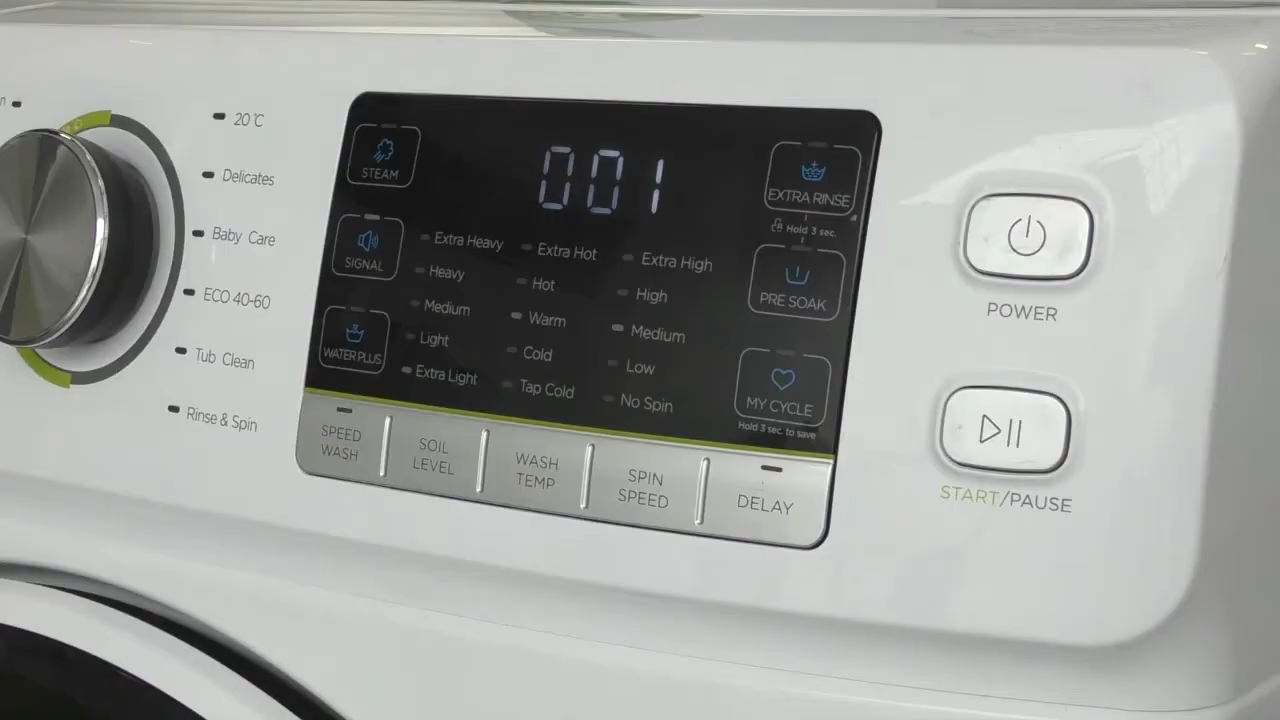 20°C
Delicates
Baby Care
ECO 40-60
Tub Clean
Rinse & Spin
STEAM
SIGNAL
WATER PLUS
001
Extra Heavy
Heavy
Medium
Light
Extra Light
Extra Hot
Hot
Warm
Cold
Tap Cold
Extra High
High
Medium
Low
No Spin
EXTRA RINSE
Hold 3 sec.
PRE SOAK
MY CYCLE
Hold 3 sec. to save
SPEED
WASH
SOIL
LEVEL
WASH
TEMP
SPIN
SPEED
DELAY
POWER
START/PAUSE